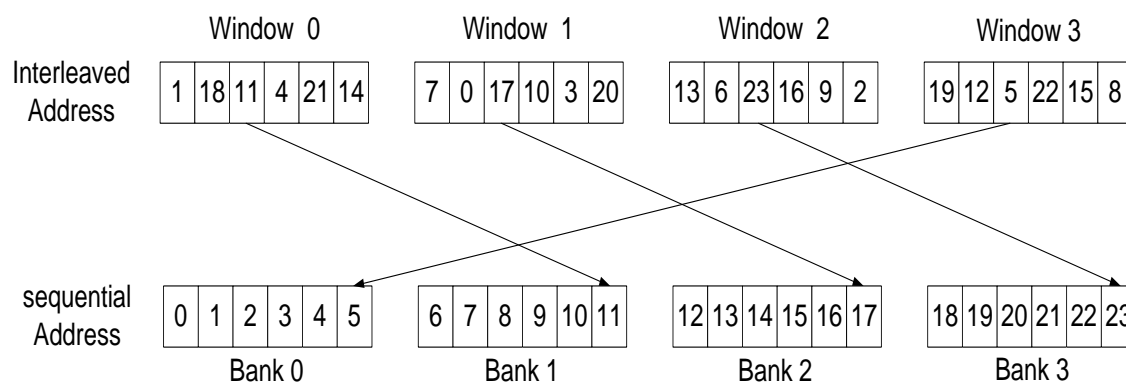 Window 0 Window 1 Window 2 Window 3
Interleaved Address
1 18 11 4 21 14 7 0 17 10 3 20 13 6 23 16 9 2 19 12 5 22 15 8
sequential Address
0 1 2 3 4 5 6 7 8 9 10 11 12 13 14 15 16 17 18 19 20 21 22 23
Bank 0 Bank 1 Bank 2 Bank 3